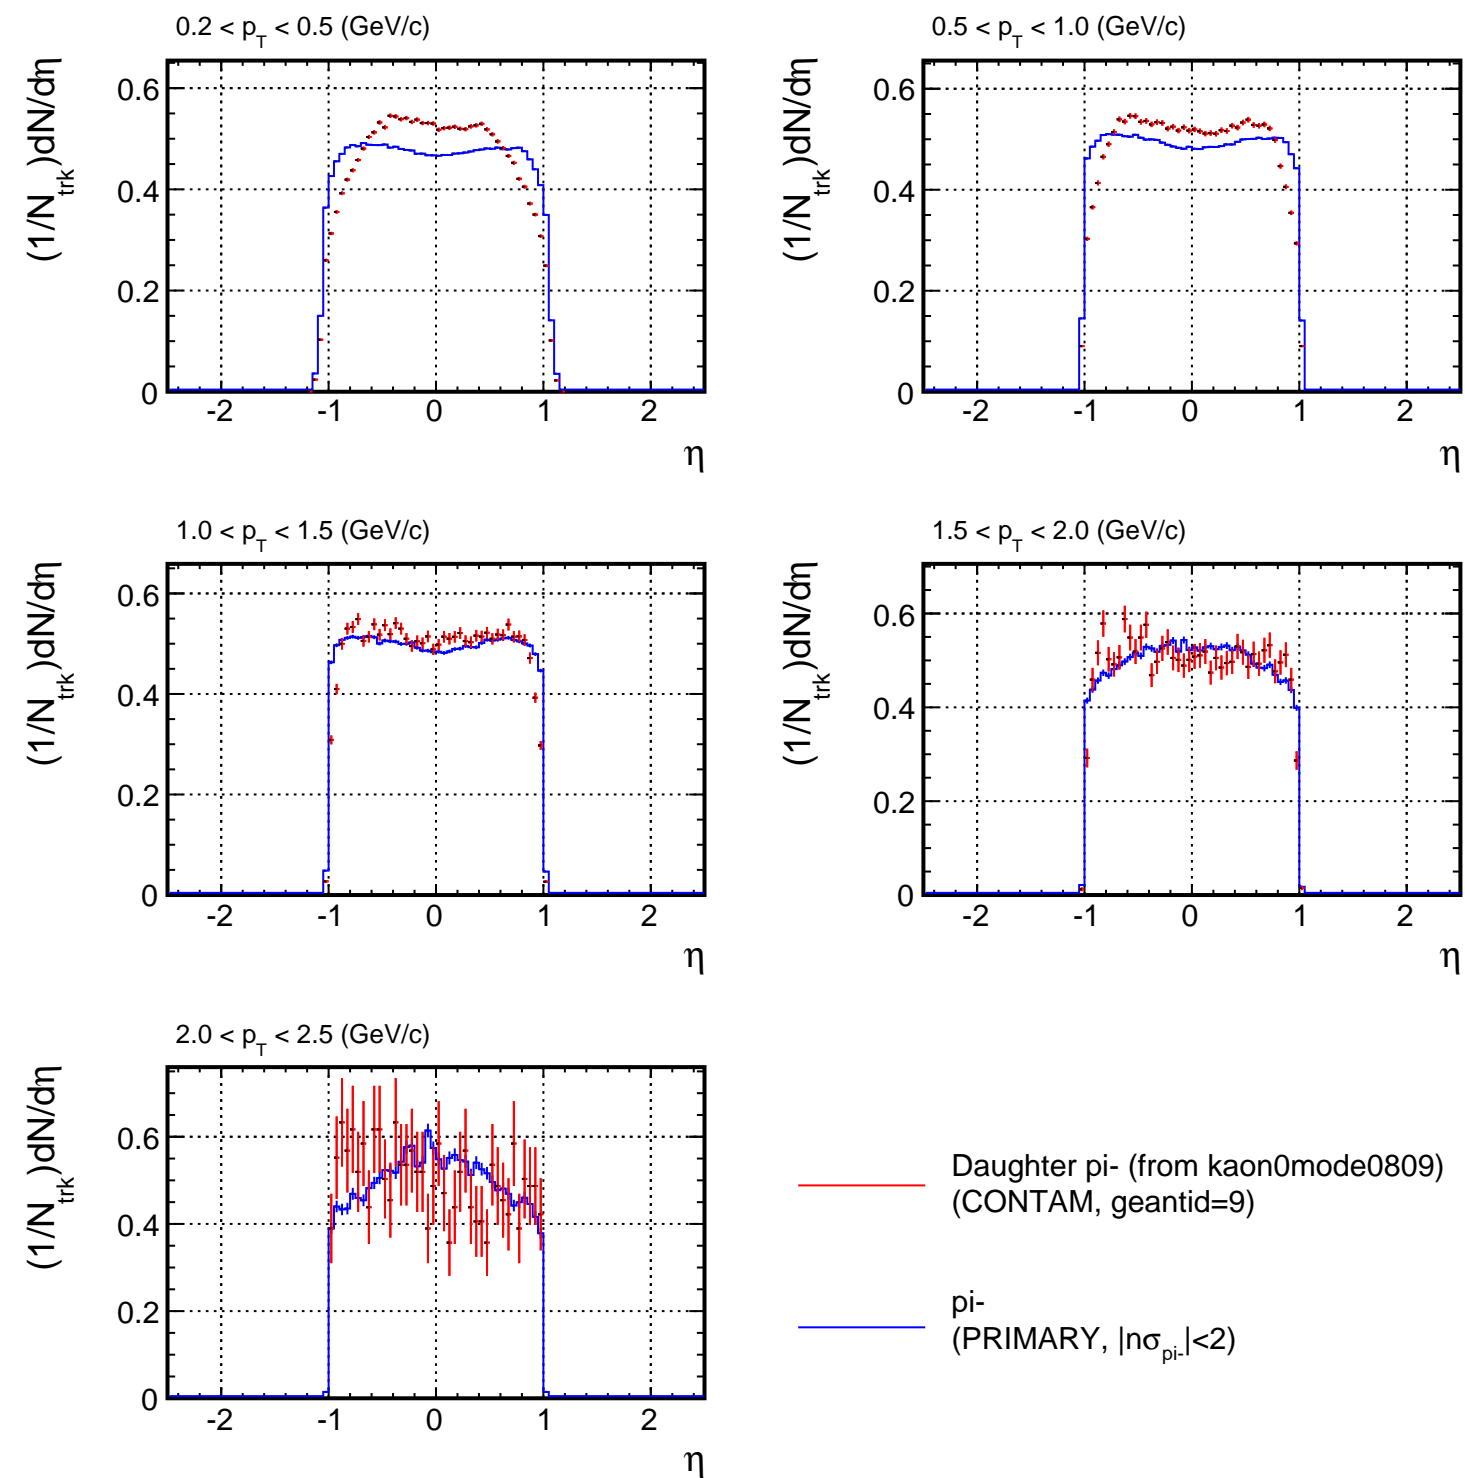 0.2 < p_T < 0.5 (GeV/c)
(1/N_trk)dN/dη
0.6
0.4
0.2
0
-2 -1 0 1 2
η
0.5 < p_T < 1.0 (GeV/c)
(1/N_trk)dN/dη
0.6
0.4
0.2
0
-2 -1 0 1 2
η
1.0 < p_T < 1.5 (GeV/c)
(1/N_trk)dN/dη
0.6
0.4
0.2
0
-2 -1 0 1 2
η
1.5 < p_T < 2.0 (GeV/c)
(1/N_trk)dN/dη
0.6
0.4
0.2
0
-2 -1 0 1 2
η
2.0 < p_T < 2.5 (GeV/c)
(1/N_trk)dN/dη
0.6
0.4
0.2
0
-2 -1 0 1 2
η
Daughter pi- (from kaon0mode0809)
(CONTAM, geantid=9)
pi-
(PRIMARY, |nσ_pi-|<2)